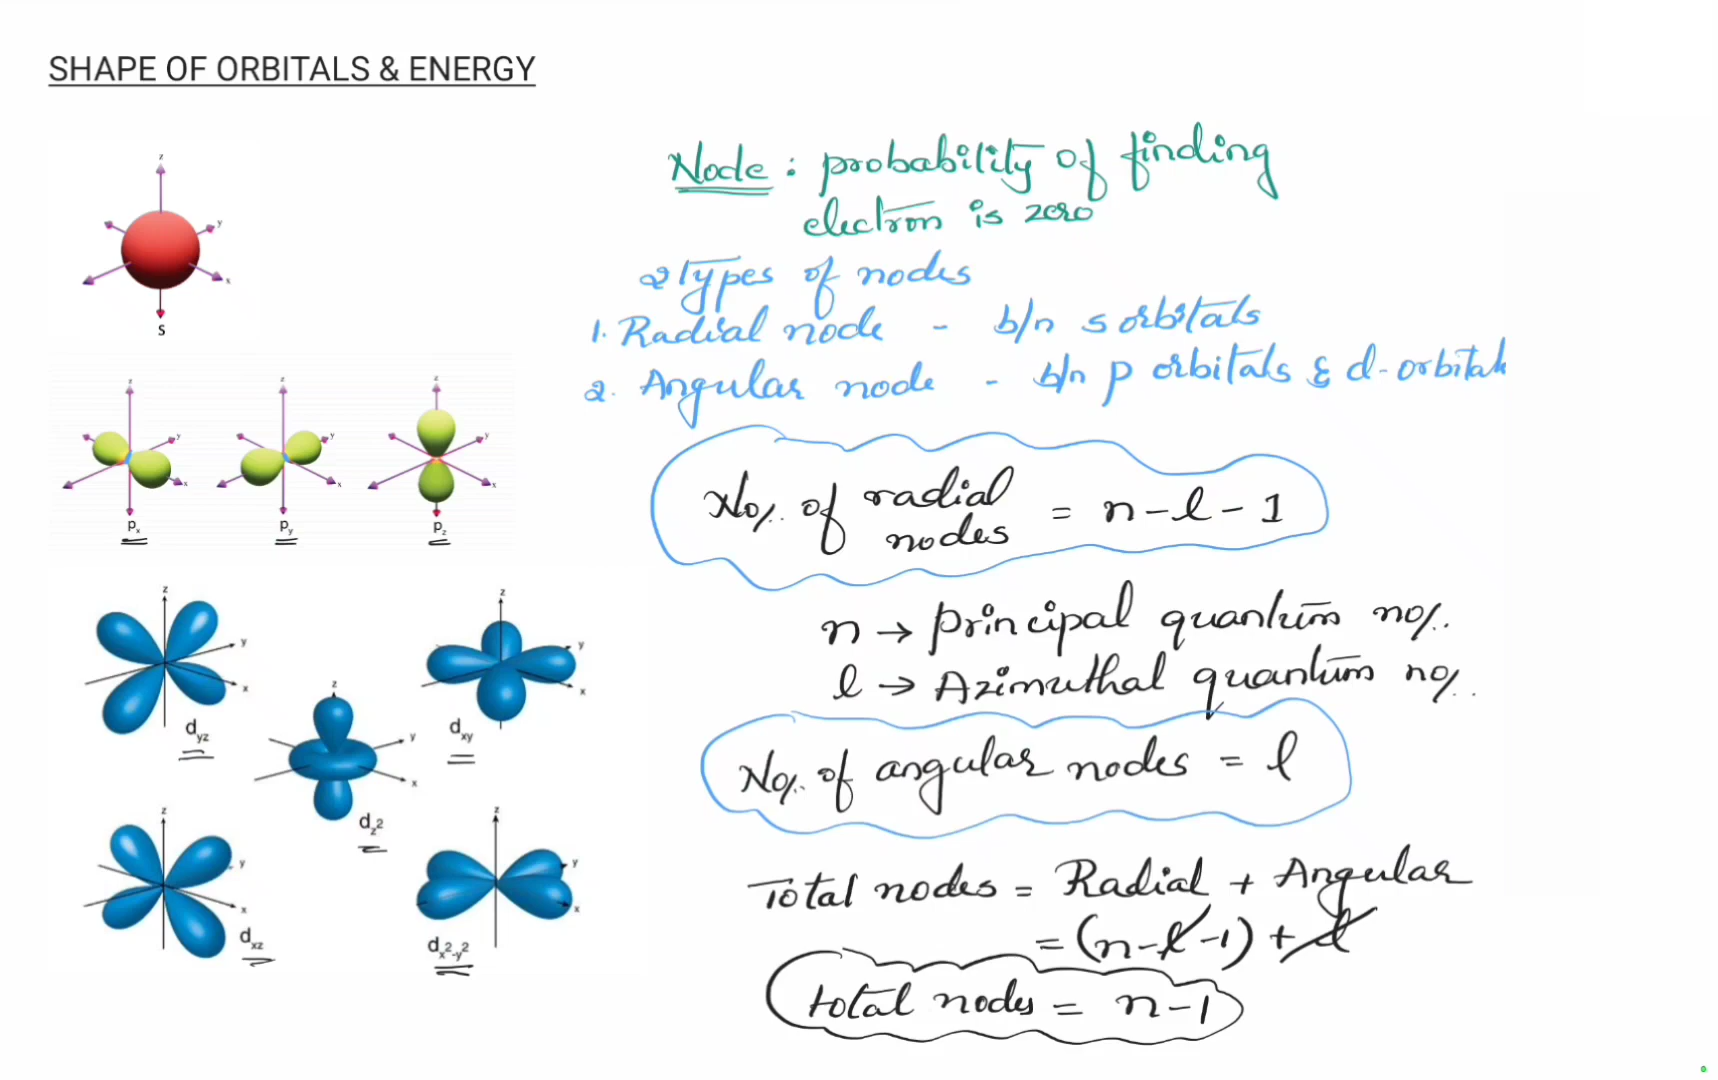 SHAPE OF ORBITALS & ENERGY
Node : probability of finding
electron is zero
2 Types of nodes
1. Radial node - b/n s orbitals
2. Angular node - b/n p orbitals & d-orbitals
No/. of radial nodes = n-l-1
n → principal quantum no/.
l → Azimuthal quantum no/.
No/. of angular nodes = l
Total nodes = Radial + Angular
= (n-l-1) + l
total nodes = n-1
z
y
x
s
z
y
x
Px
z
y
x
Py
z
y
x
Pz
z
y
x
dyz
z
y
x
dxy
z
y
x
dz2
z
y
x
dxz
z
y
x
dx2-y2